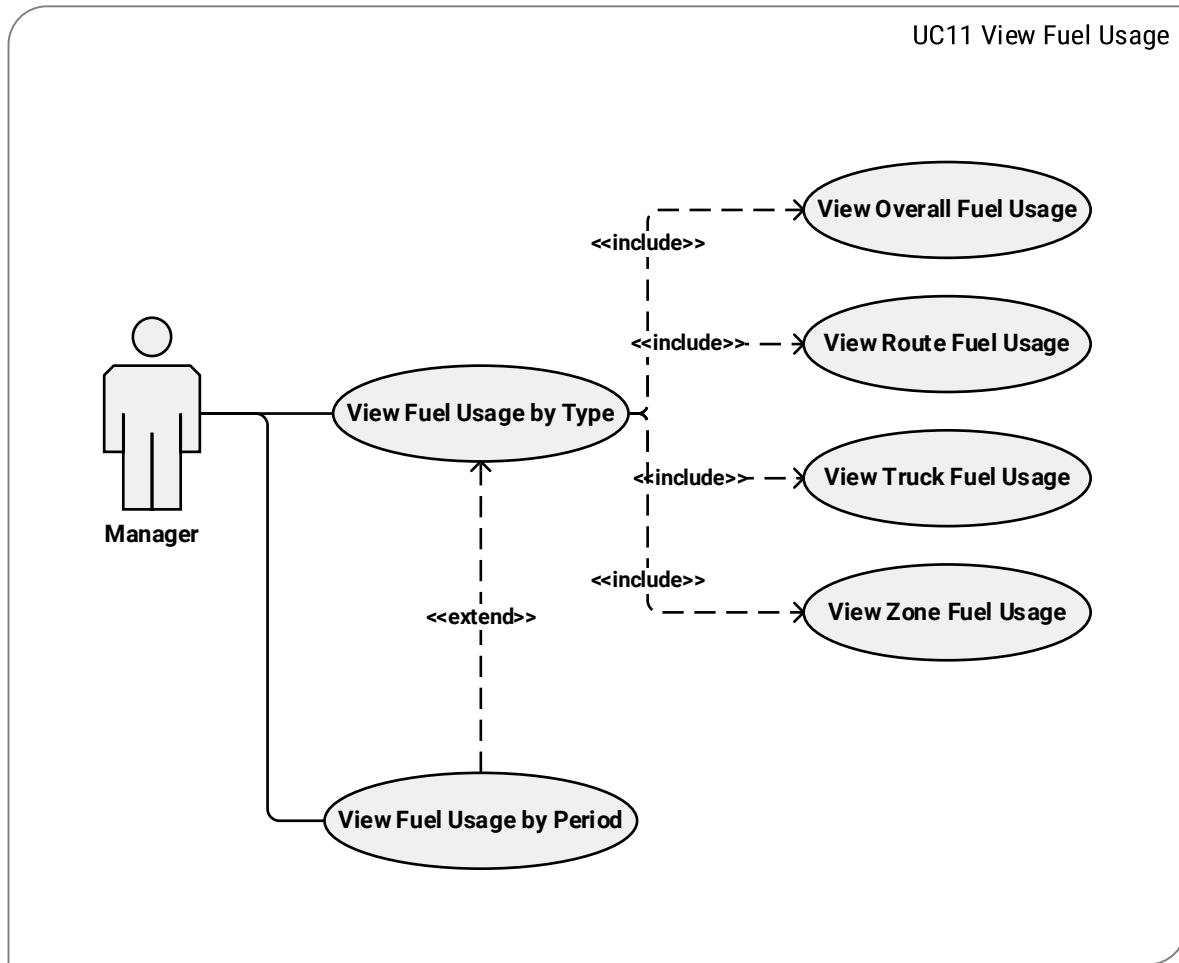 UC11 View Fuel Usage
View Overall Fuel Usage
<<include>>
<<include>>
View Route Fuel Usage
View Fuel Usage by Type
<<include>>
View Truck Fuel Usage
Manager
<<include>>
View Zone Fuel Usage
<<extend>>
View Fuel Usage by Period